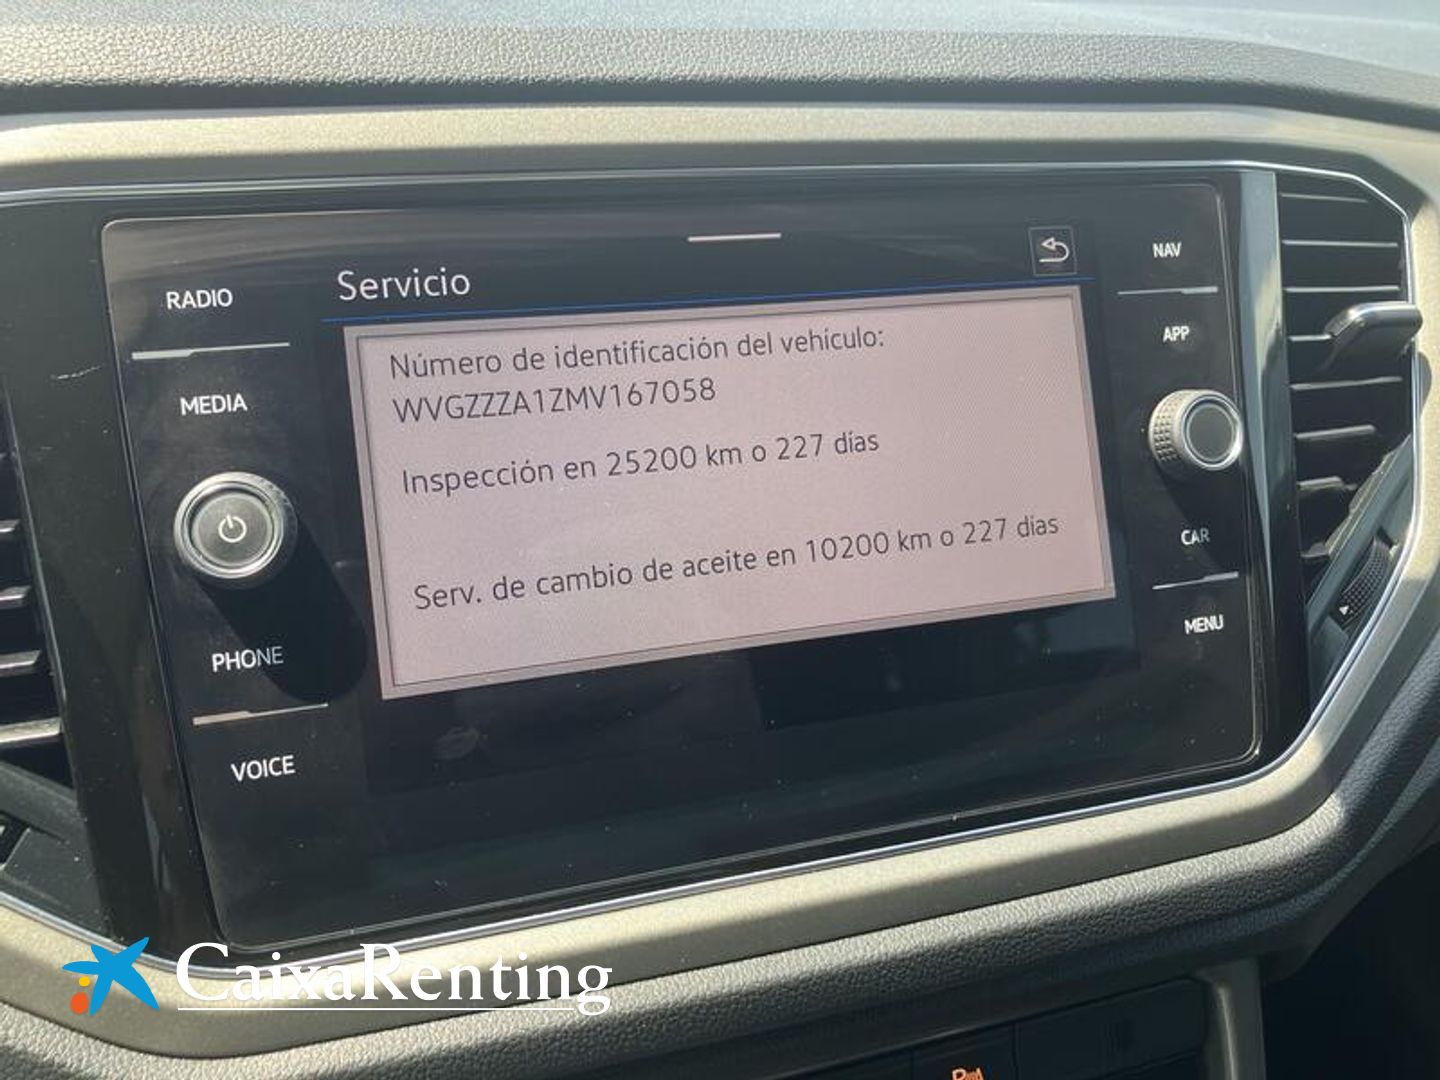 Servicio
NAV
RADIO
APP
Número de identificación del vehículo:
WVGZZZA1ZMV167058
MEDIA
Inspección en 25200 km o 227 días
CAR
Serv. de cambio de aceite en 10200 km o 227 días
MENU
PHONE
VOICE
CaixaRenting